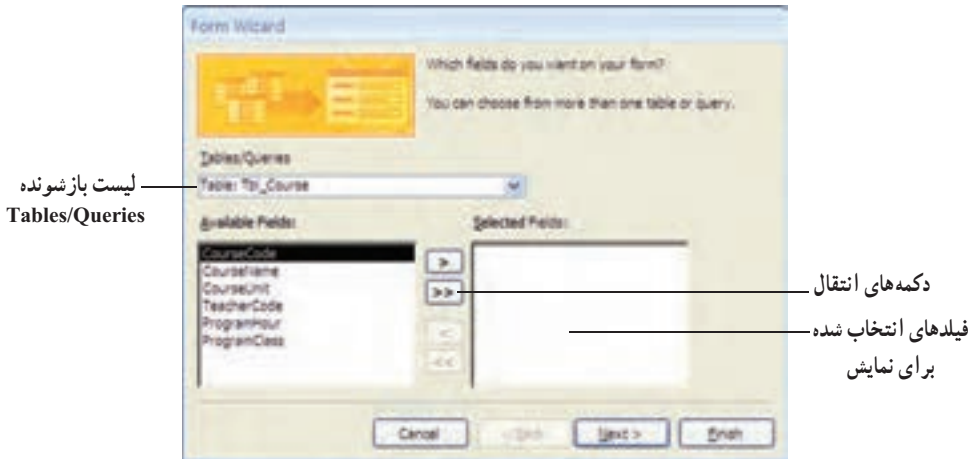 Form Wizard
Which fields do you want on your form?
You can choose from more than one table or query.
Tables/Queries
Table: Tbl_Course
لیست بازشونده
Tables/Queries
Available Fields:
Selected Fields:
CourseCode
CourseName
CourseUnit
TeacherCode
ProgramHour
ProgramClass
>
>>
<
<<
دکمه‌های انتقال
فیلدهای انتخاب شده
برای نمایش
Cancel
< Back
Next >
Finish